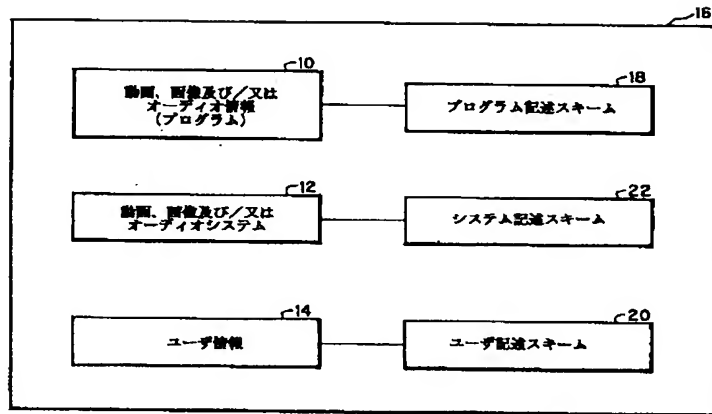 16
10
動画、画像及び/又は
オーディオ情報
(プログラム)
18
プログラム記述スキーム
12
動画、画像及び/又は
オーディオシステム
22
システム記述スキーム
14
ユーザ情報
20
ユーザ記述スキーム